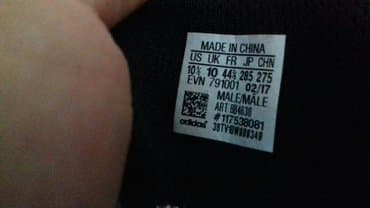 MADE IN CHINA
US UK FR JP CHN
10½ 10 44⅔ 285 275
EVN 791001 02/17
MALE/MÂLE
ART
#117538081
adidas